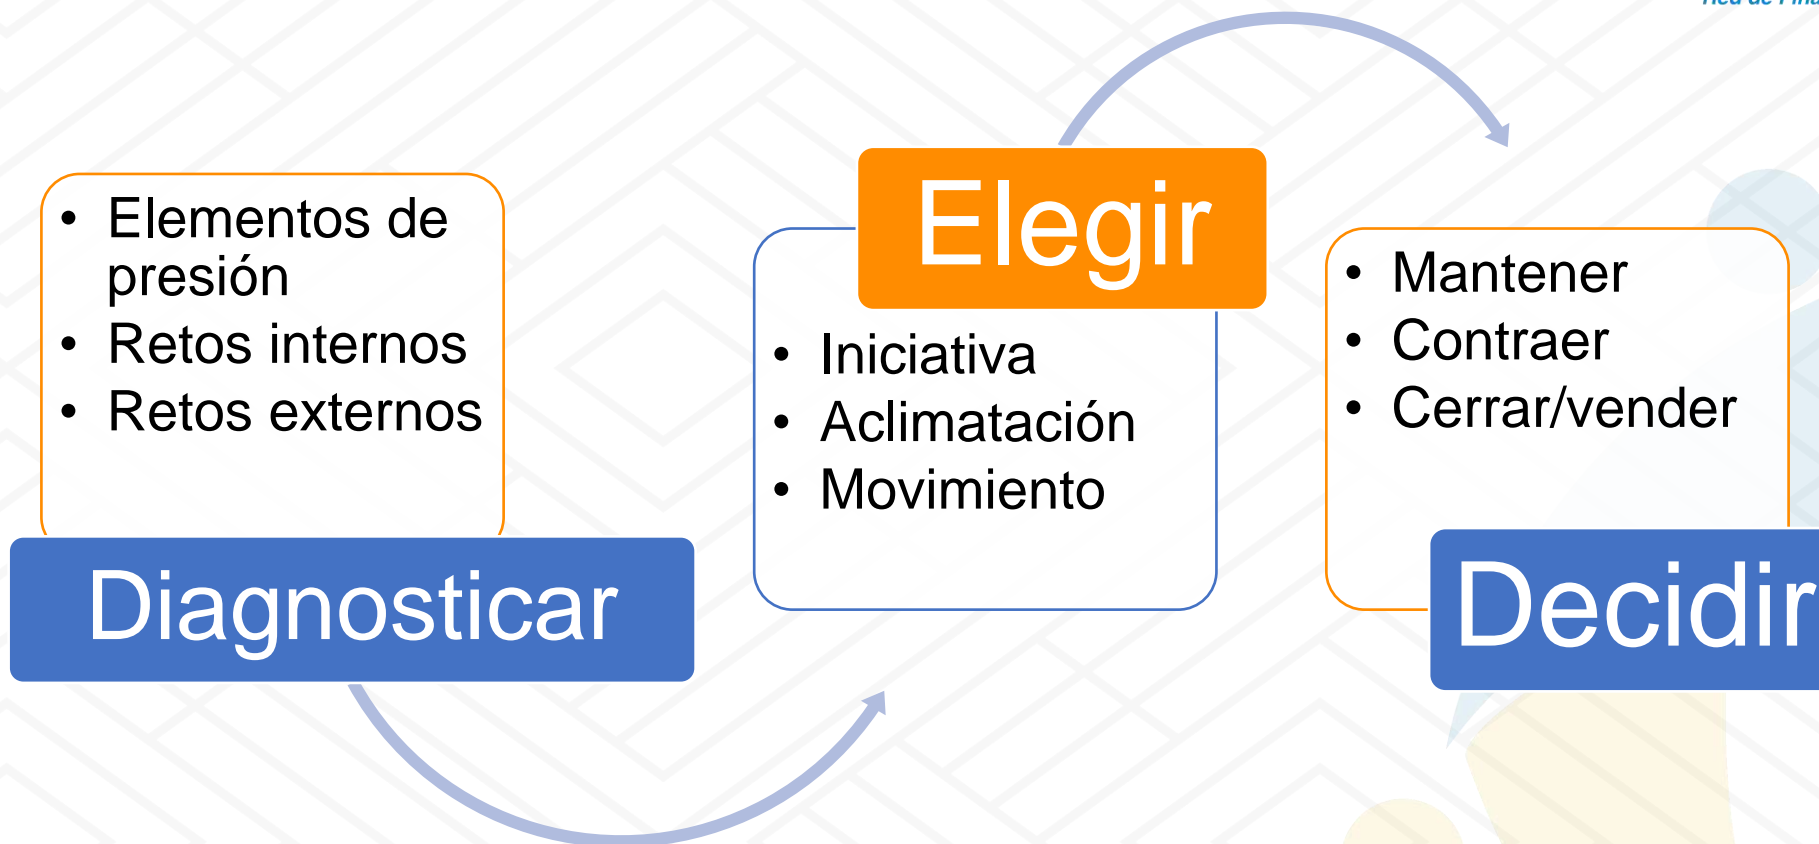 • Elementos de
presión
• Retos internos
• Retos externos
Diagnosticar
Elegir
• Iniciativa
• Aclimatación
• Movimiento
• Mantener
• Contraer
• Cerrar/vender
Decidir